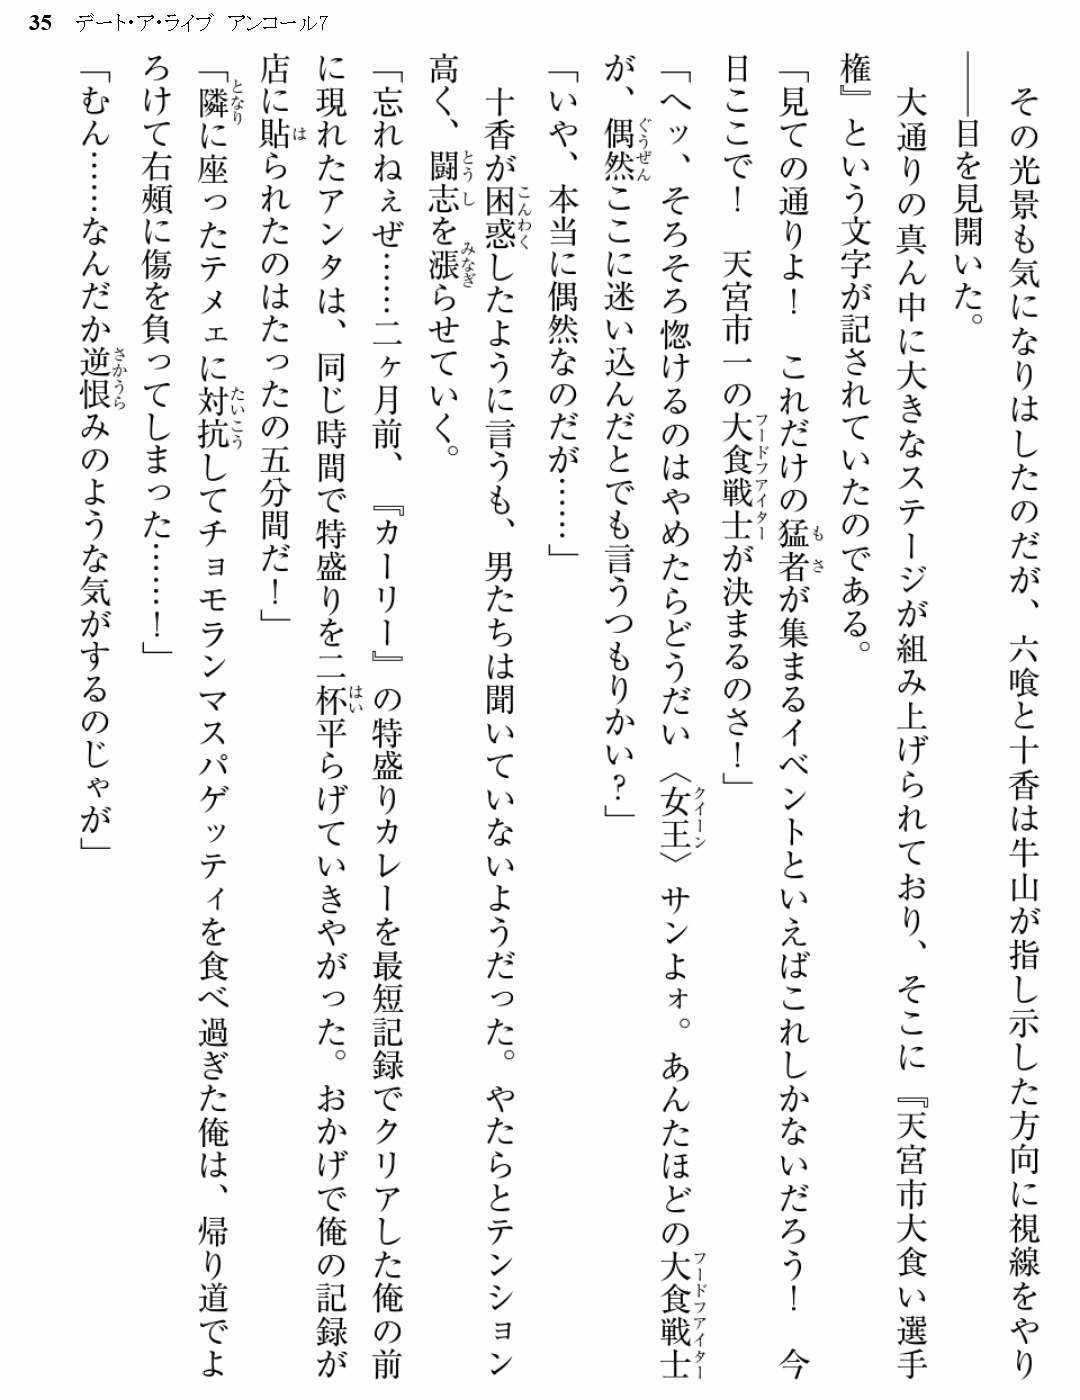 35 デート・ア・ライブ アンコール7
　その光景も気になりはしたのだが、六喰と十香は牛山が指し示した方向に視線をやり
――目を見開いた。
　大通りの真ん中に大きなステージが組み上げられており、そこに『天宮市大食い選手
権』という文字が記されていたのである。
「見ての通りよ！　これだけの猛者が集まるイベントといえばこれしかないだろう！　今
日ここで！　天宮市一の大食戦士が決まるのさ！」
「ヘッ、そろそろ惚けるのはやめたらどうだい〈女王〉サンよォ。あんたほどの大食戦士
が、偶然ここに迷い込んだとでも言うつもりかい？」
「いや、本当に偶然なのだが……」
　十香が困惑したように言うも、男たちは聞いていないようだった。やたらとテンション
高く、闘志を漲らせていく。
「忘れねぇぜ……二ヶ月前、『カーリー』の特盛りカレーを最短記録でクリアした俺の前
に現れたアンタは、同じ時間で特盛りを二杯平らげていきやがった。おかげで俺の記録が
店に貼られたのはたったの五分間だ！」
「隣に座ったテメェに対抗してチョモランマスパゲッティを食べ過ぎた俺は、帰り道でよ
ろけて右頰に傷を負ってしまった……！」
「むん……なんだか逆恨みのような気がするのじゃが」